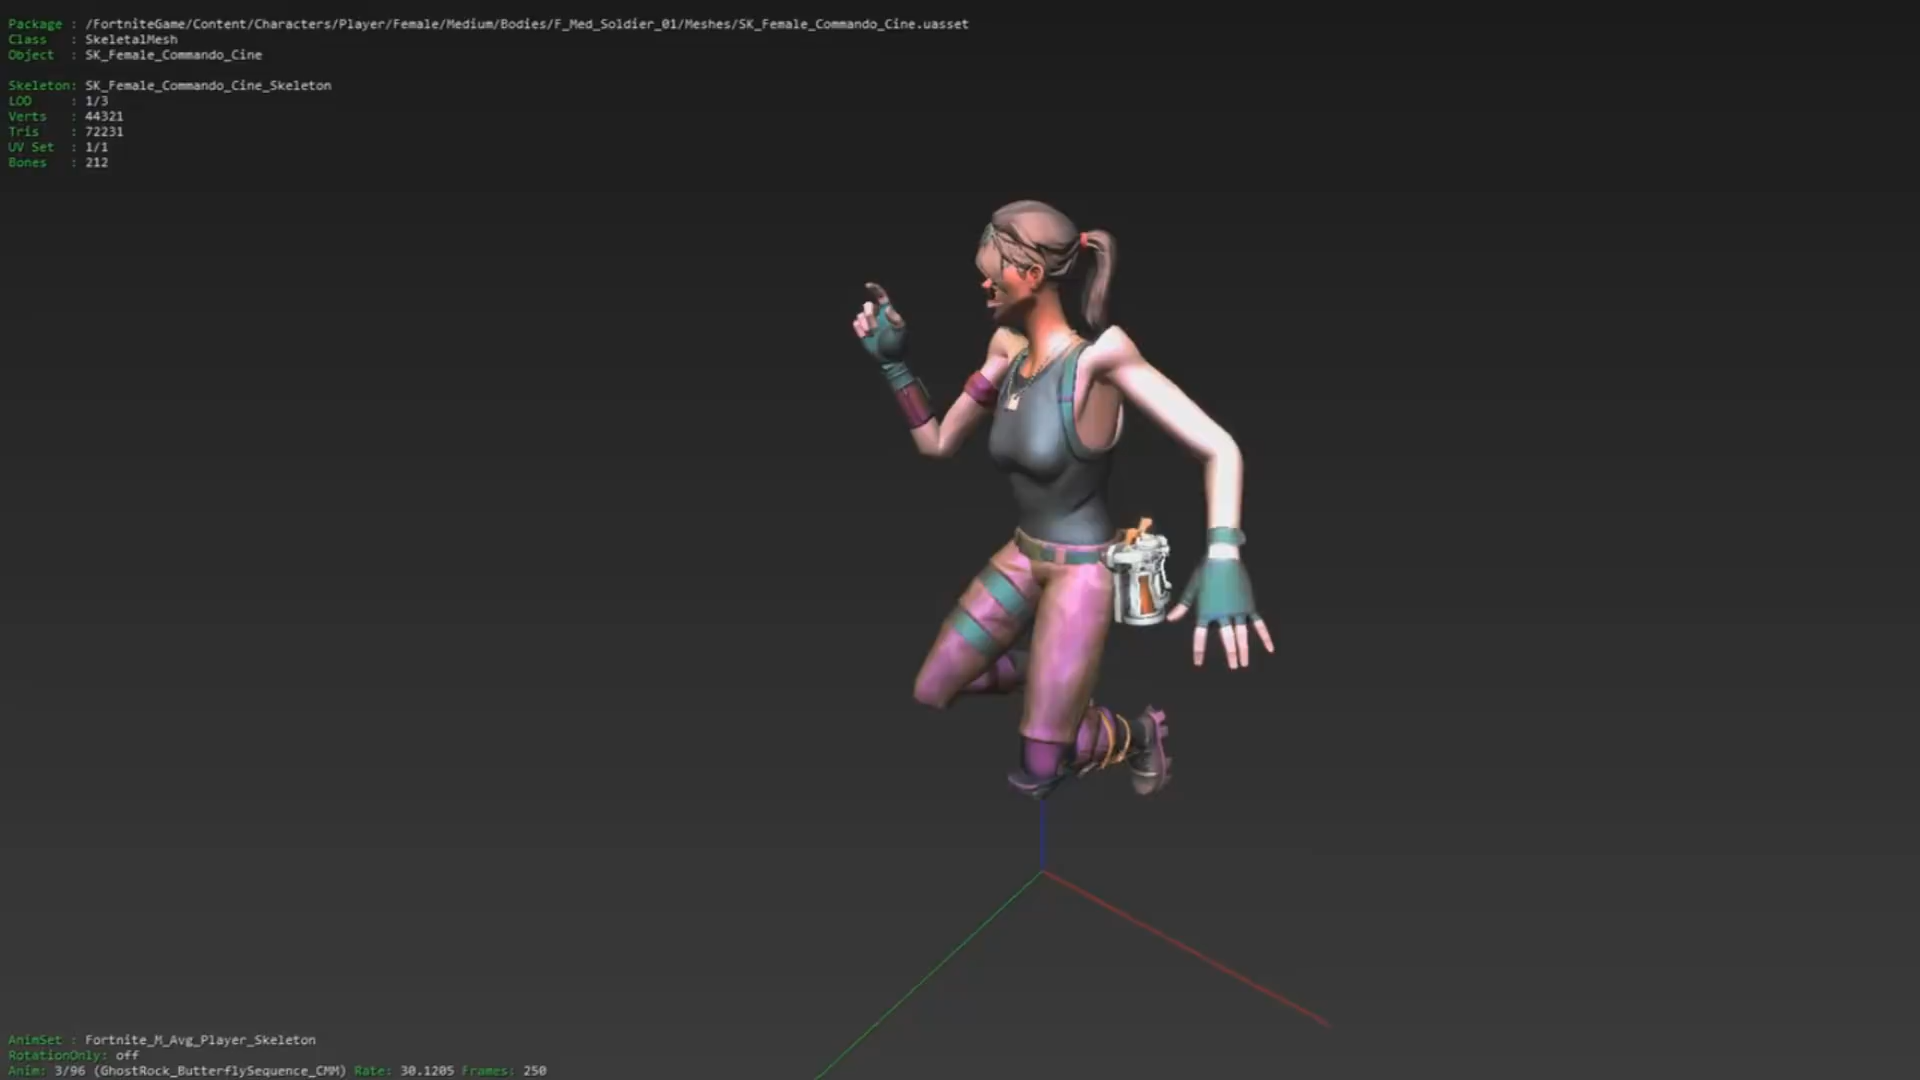 Package : /FortniteGame/Content/Characters/Player/Female/Medium/Bodies/F_Med_Soldier_01/Meshes/SK_Female_Commando_Cine.uasset
Class : SkeletalMesh
Object : SK_Female_Commando_Cine
Skeleton: SK_Female_Commando_Cine_Skeleton
LOD : 1/3
Verts : 44321
Tris : 72231
UV Set : 1/1
Bones : 212
AnimSet : Fortnite_M_Avg_Player_Skeleton
RotationOnly: off
Anim: 3/96 (GhostRock_ButterflySequence_CMM) Rate: 30.1205 Frames: 250